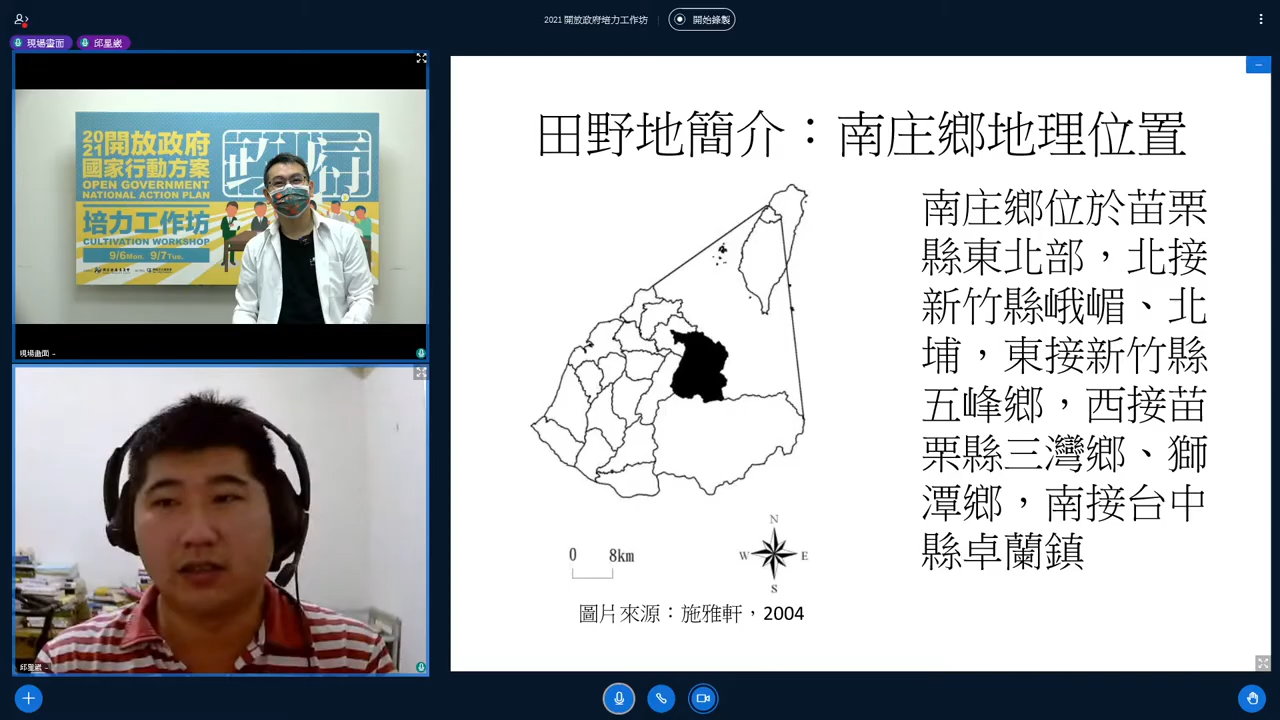 2021 開放政府培力工作坊
開始錄製
現場畫面
邱星崴
2021 開放政府
國家行動方案
OPEN GOVERNMENT
NATIONAL ACTION PLAN
培力工作坊
CULTIVATION WORKSHOP
9/6Mon. 9/7Tue.
現場畫面
邱星崴
田野地簡介：南庄鄉地理位置
南庄鄉位於苗栗
縣東北部，北接
新竹縣峨嵋、北
埔，東接新竹縣
五峰鄉，西接苗
栗縣三灣鄉、獅
潭鄉，南接台中
縣卓蘭鎮
N
W E
S
0 8km
圖片來源：施雅軒，2004